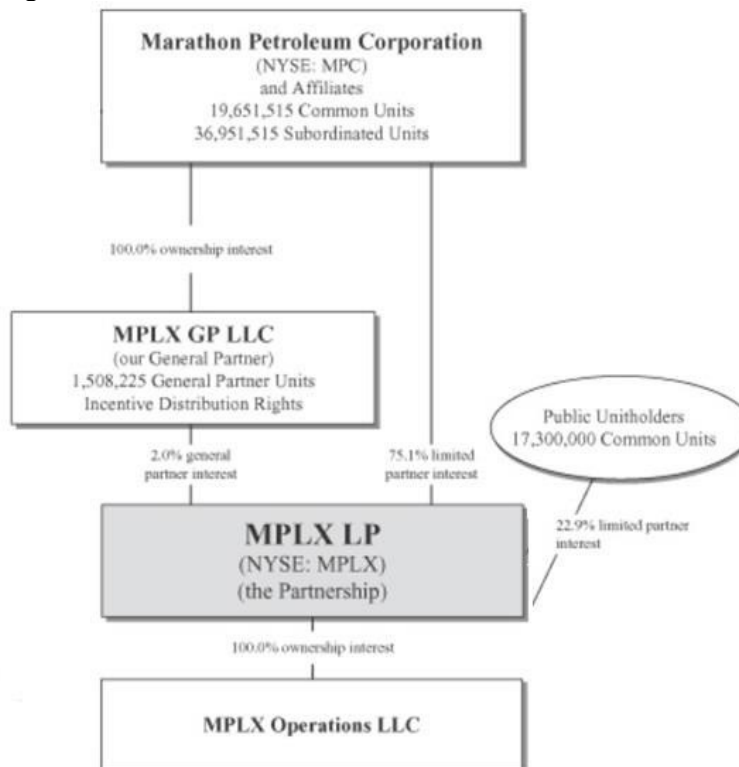 Marathon Petroleum Corporation
(NYSE: MPC)
and Affiliates
19,651,515 Common Units
36,951,515 Subordinated Units
100.0% ownership interest
MPLX GP LLC
(our General Partner)
1,508,225 General Partner Units
Incentive Distribution Rights
Public Unitholders
17,300,000 Common Units
2.0% general
partner interest
75.1% limited
partner interest
MPLX LP
(NYSE: MPLX)
(the Partnership)
22.9% limited partner
interest
100.0% ownership interest
MPLX Operations LLC